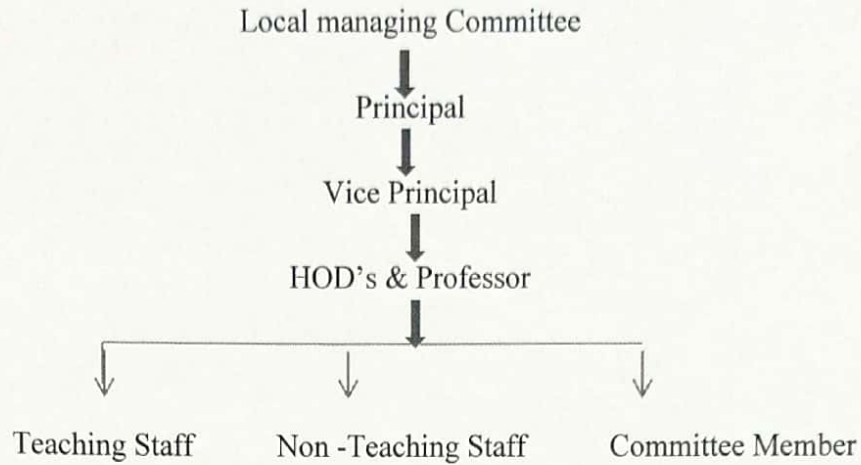 Local managing Committee
Principal
Vice Principal
HOD's & Professor
Teaching Staff Non -Teaching Staff Committee Member